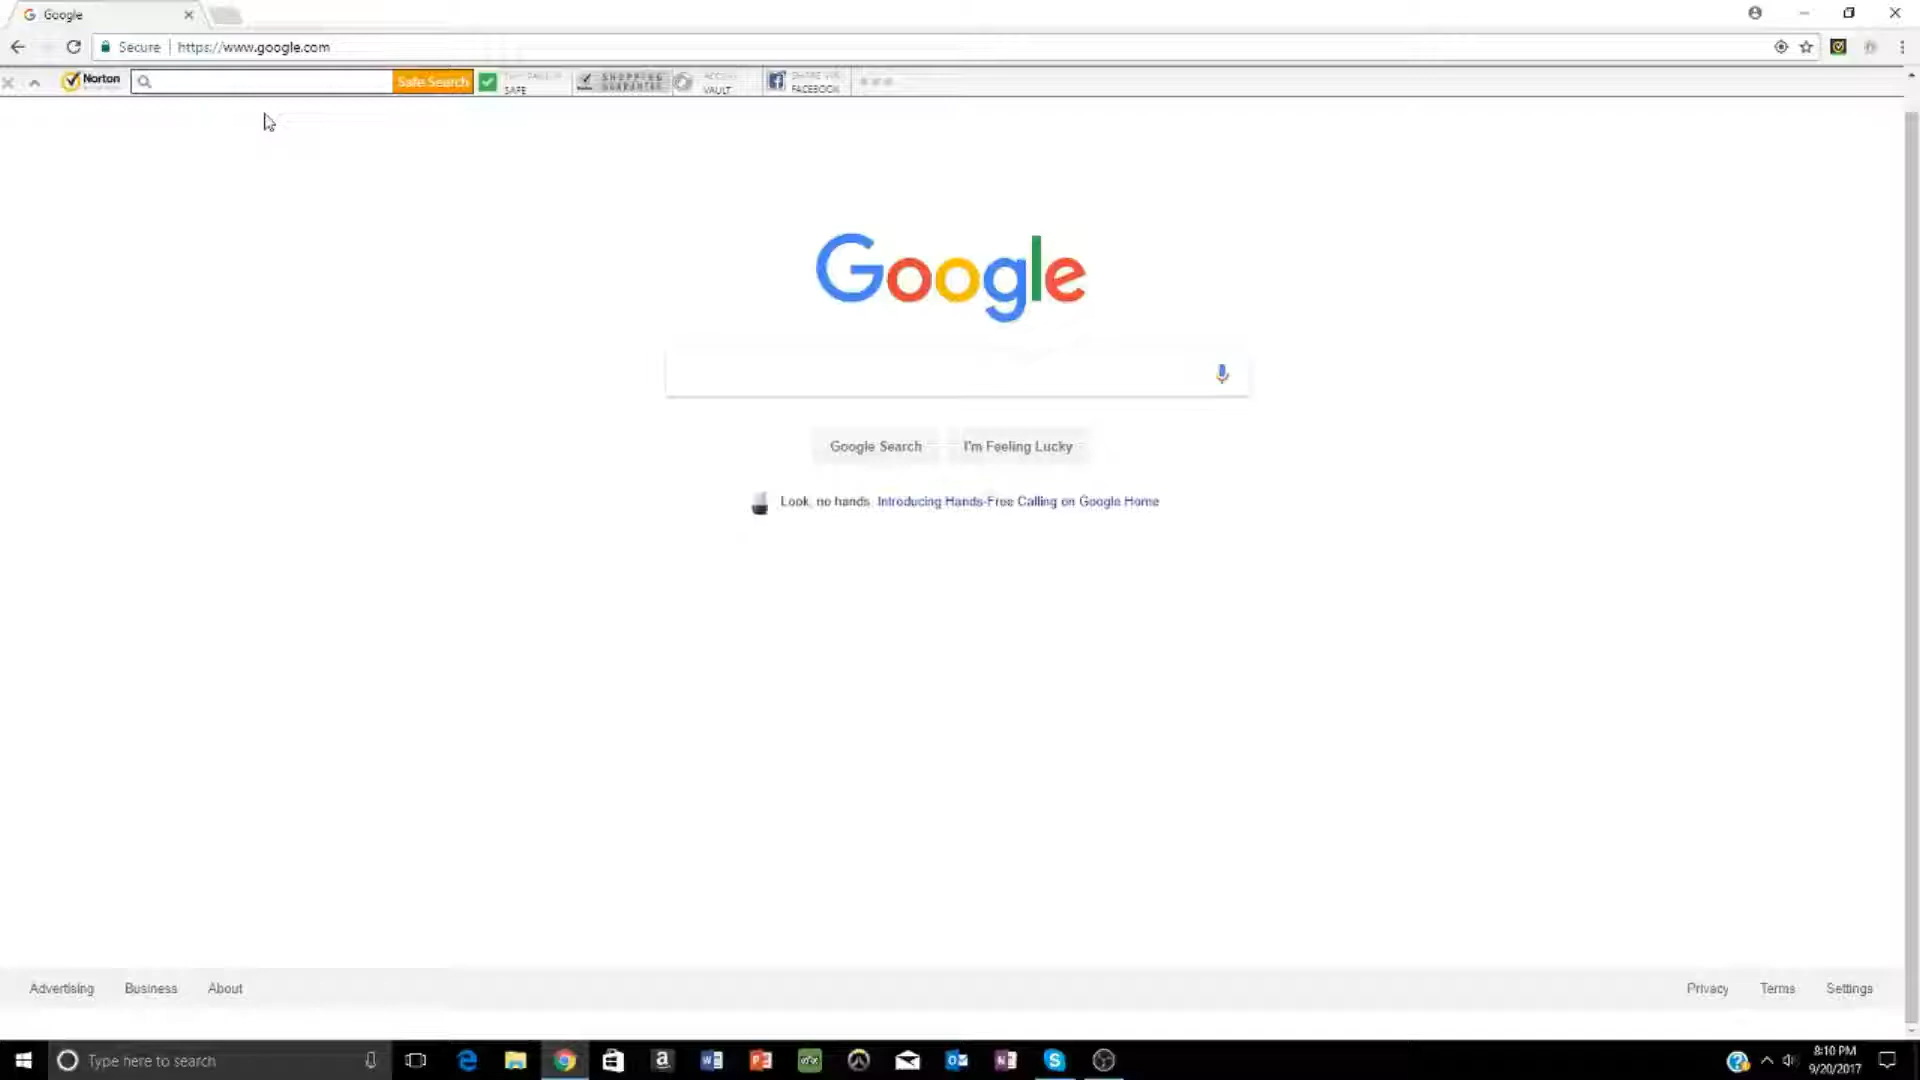 Google
Secure https://www.google.com
Norton
Safe Search
SAFE
SHOPPING GUARANTEE
VAULT
FACEBOOK
Google
Google Search
I'm Feeling Lucky
Look, no hands. Introducing Hands-Free Calling on Google Home
Advertising Business About
Privacy Terms Settings
Type here to search
8:10 PM
9/20/2017